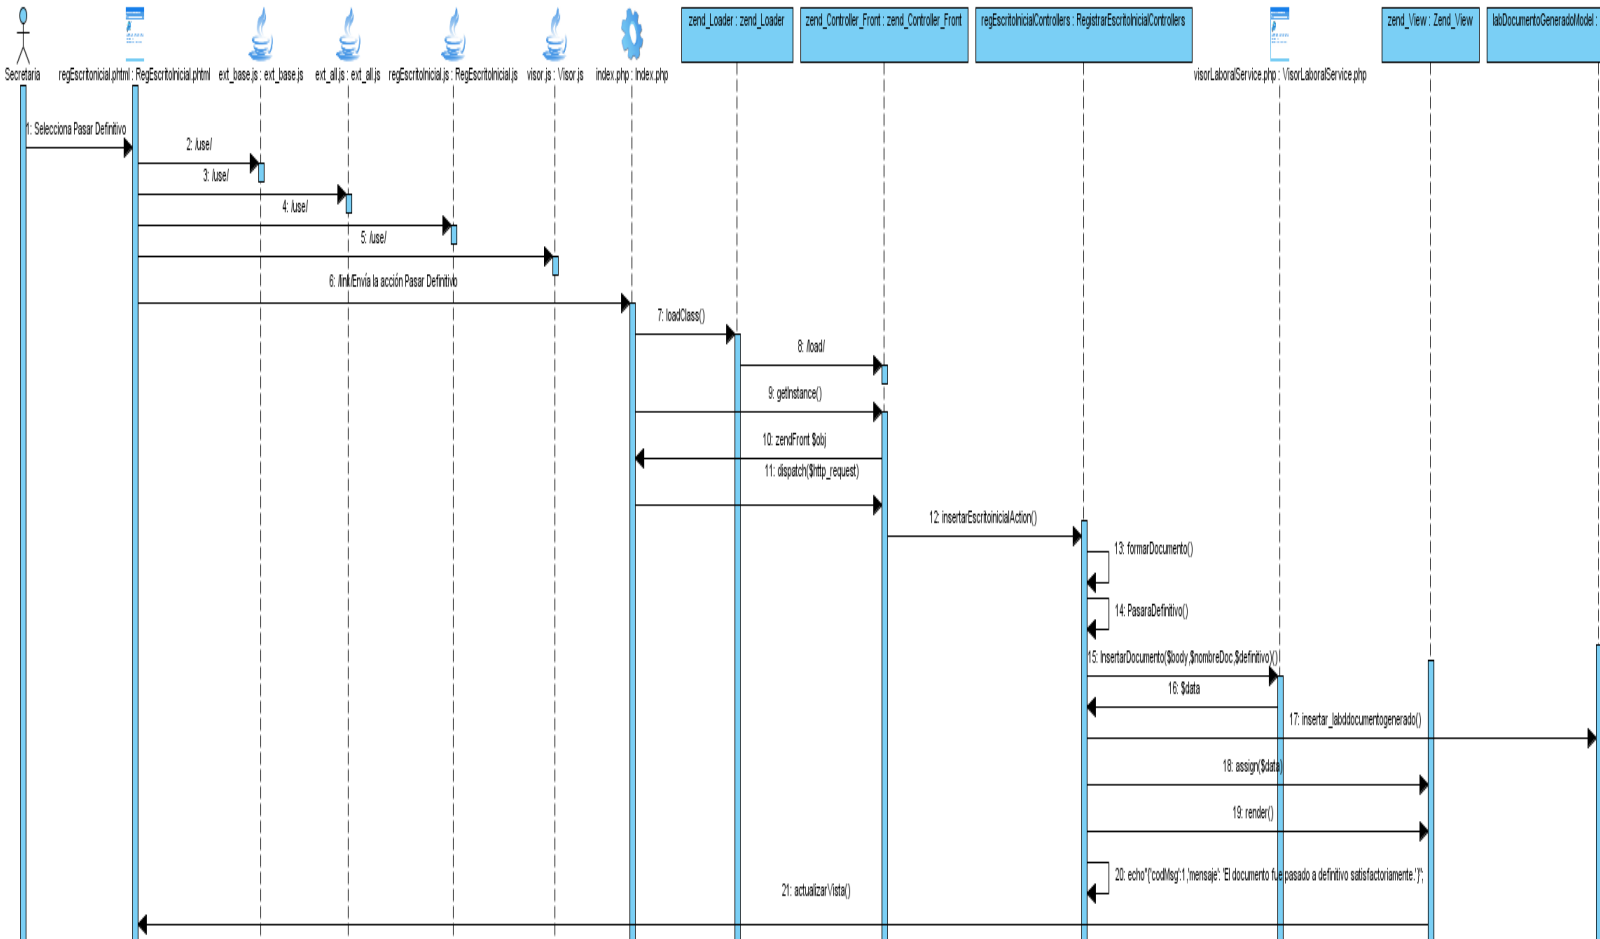 zend_Loader : zend_Loader
zend_Controller_Front : zend_Controller_Front
regEscritoInicialControllers : RegistrarEscritoInicialControllers
zend_View : Zend_View
labDocumentoGeneradoModel :
Secretaria
regEscritonicial.phtml : RegEscritoInicial.phtml
ext_base.js : ext_base.js
ext_all.js : ext_all.js
regEscritoInicial.js : RegEscritoInicial.js
visor.js : Visor.js
index.php : Index.php
visorLaboralService.php : VisorLaboralService.php
1: Selecciona Pasar Definitivo
2: /use/
3: /use/
4: /use/
5: /use/
6: /link/Envía la acción Pasar Definitivo
7: loadClass()
8: /load/
9: getInstance()
10: zendFront $obj
11: dispatch($http_request)
12: insertarEscritoinicialAction()
13: formarDocumento()
14: PasaraDefinitivo()
15: InsertarDocumento($body,$nombreDoc,$definitivo)()
16: $data
17: insertar_labddocumentogenerado()
18: assign($data)
19: render()
20: echo"{'codMsg':1,'mensaje': 'El documento fue pasado a definitivo satisfactoriamente.'}";
21: actualizarVista()